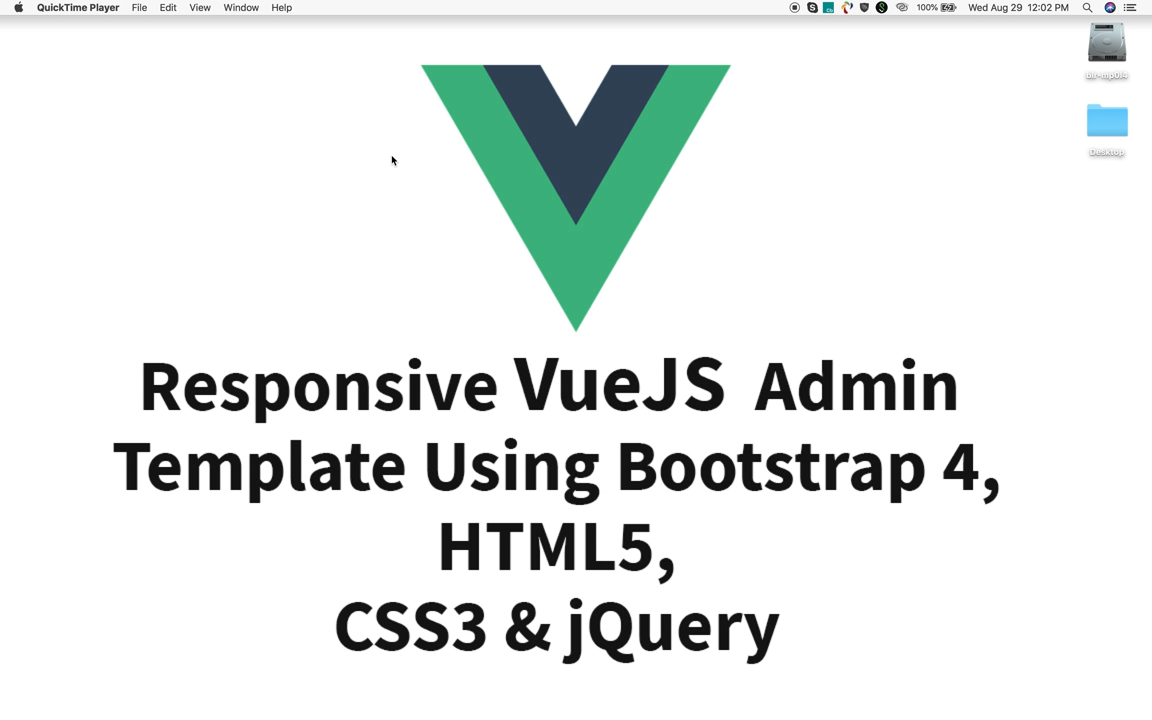 QuickTime Player File Edit View Window Help 100% Wed Aug 29 12:02 PM
Desktop
Responsive VueJS Admin
Template Using Bootstrap 4,
HTML5,
CSS3 & jQuery